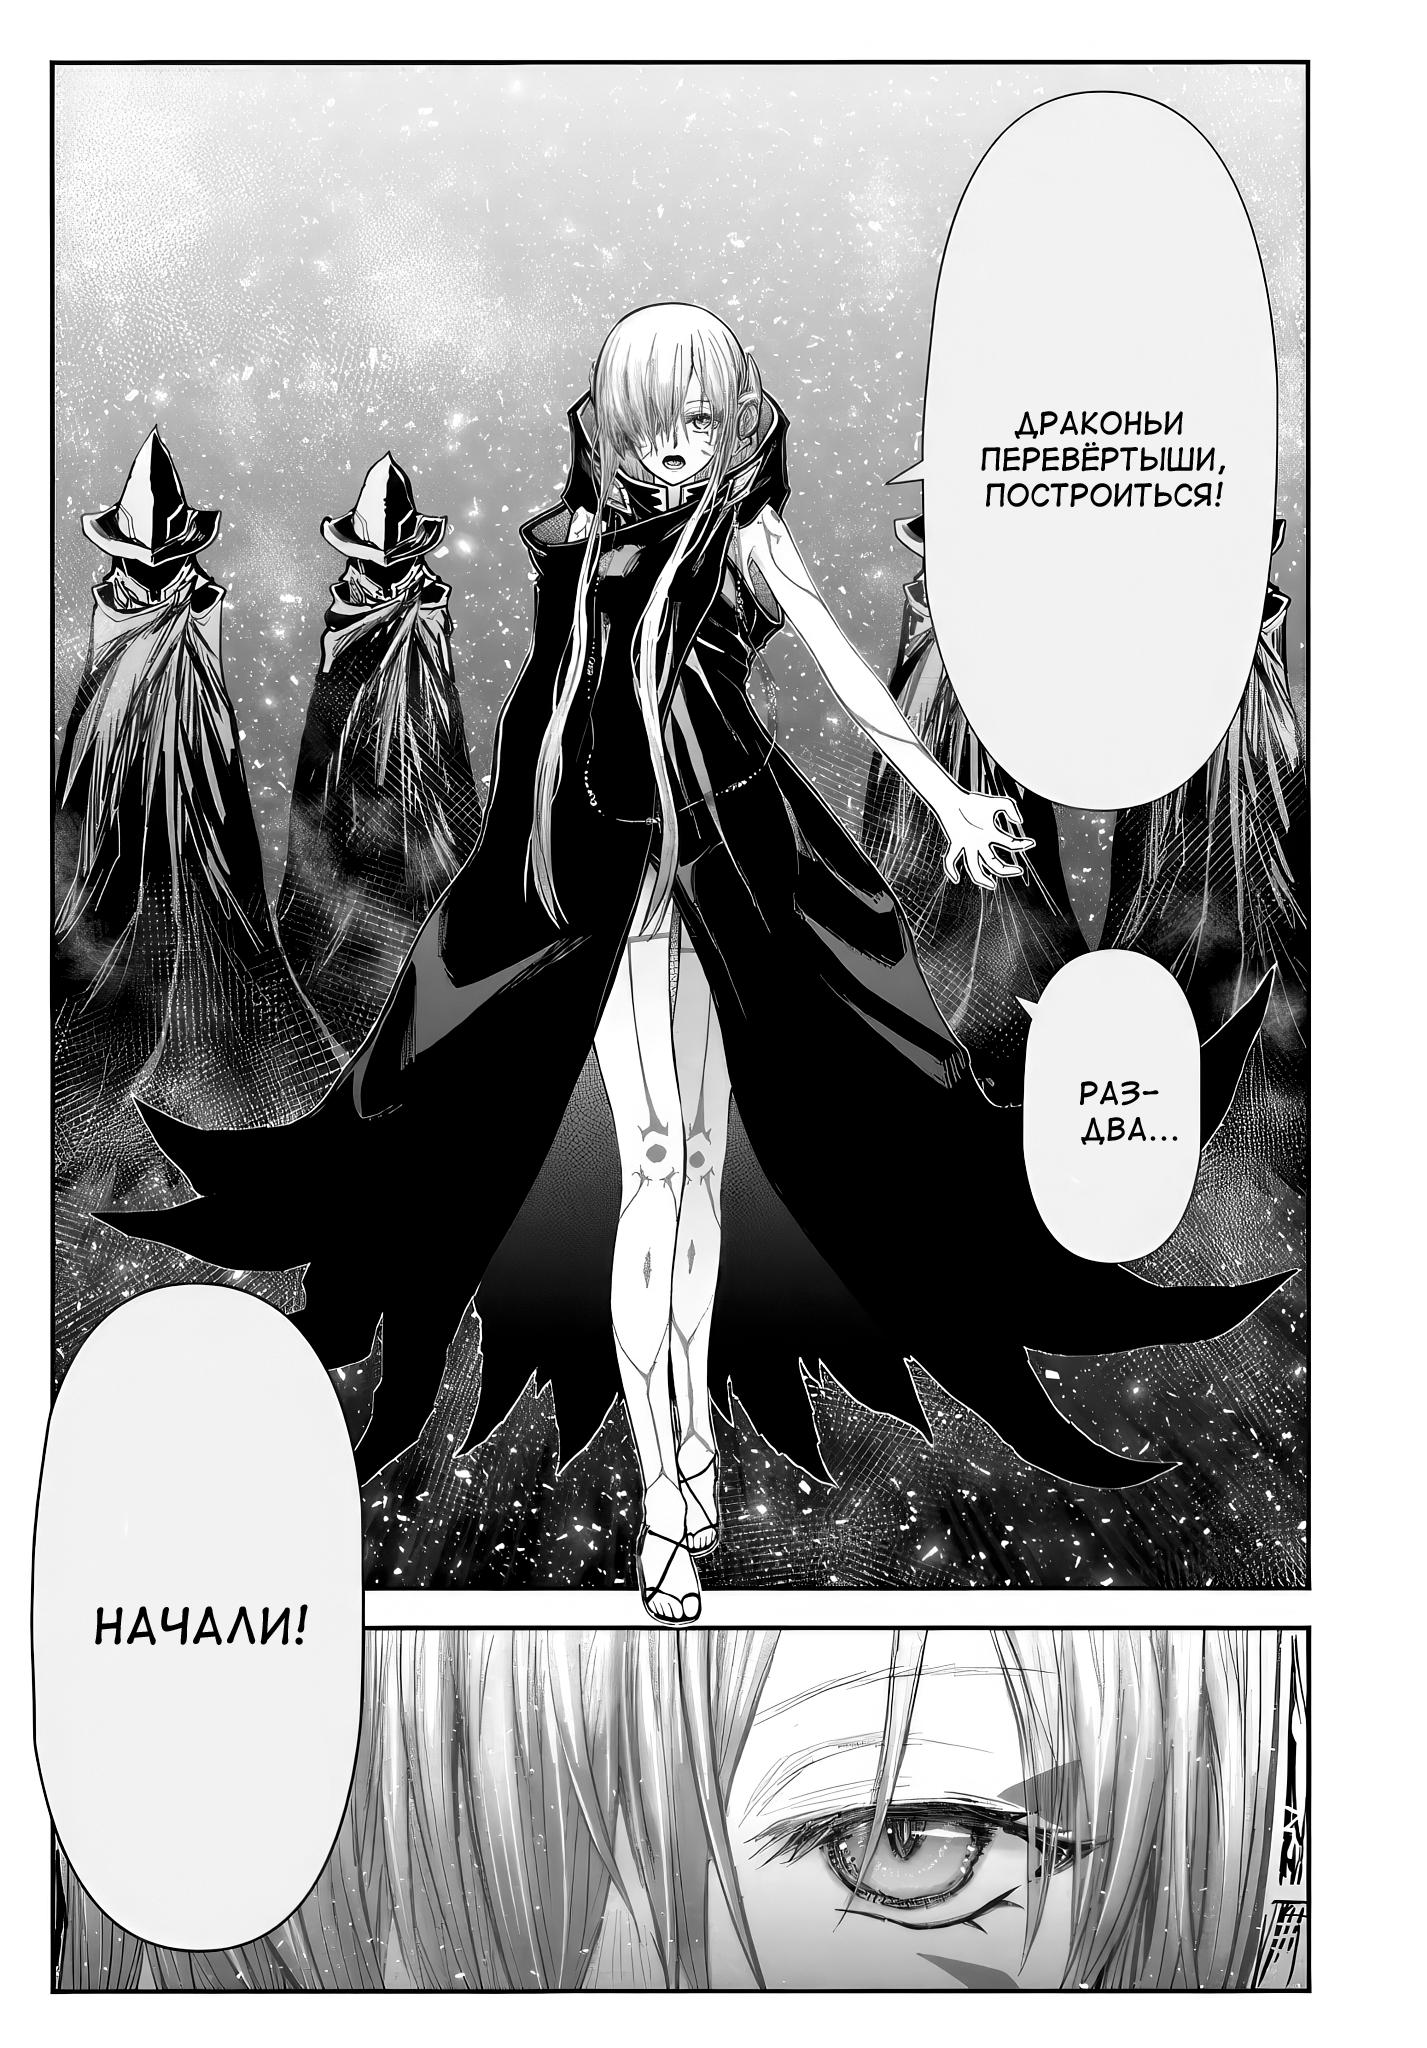 ДРАКОНЬИ
ПЕРЕВЁРТЫШИ,
ПОСТРОИТЬСЯ!
РАЗ-
ДВА...
НАЧАЛИ!